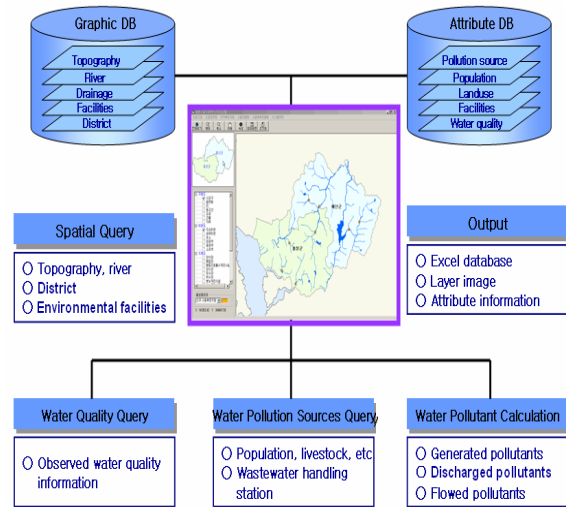 Graphic DB
Topography
River
Drainage
Facilities
District
Attribute DB
Pollution source
Population
Landuse
Facilities
Water quality
Spatial Query
○ Topography, river
○ District
○ Environmental facilities
Output
○ Excel database
○ Layer image
○ Attribute information
Water Quality Query
○ Observed water quality
information
Water Pollution Sources Query
○ Population, livestock, etc
○ Wastewater handling
station
Water Pollutant Calculation
○ Generated pollutants
○ Discharged pollutants
○ Flowed pollutants